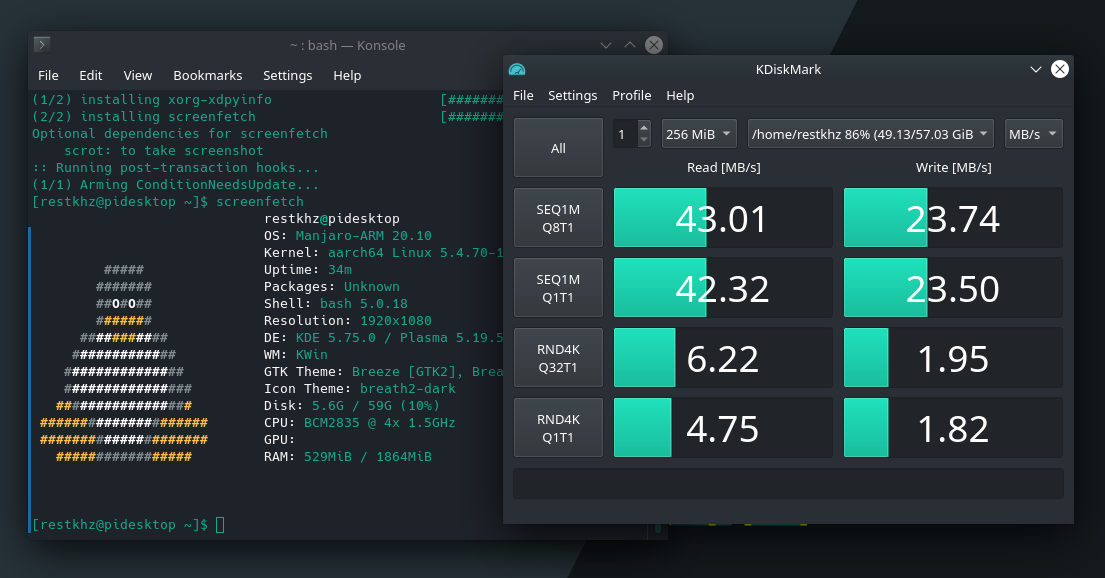 ~ : bash — Konsole
File Edit View Bookmarks Settings Help
(1/2) installing xorg-xdpyinfo [#######
(2/2) installing screenfetch [#######
Optional dependencies for screenfetch
scrot: to take screenshot
:: Running post-transaction hooks...
(1/1) Arming ConditionNeedsUpdate...
[restkhz@pidesktop ~]$ screenfetch
restkhz@pidesktop
OS: Manjaro-ARM 20.10
Kernel: aarch64 Linux 5.4.70-1
##### Uptime: 34m
####### Packages: Unknown
##O#O## Shell: bash 5.0.18
####### Resolution: 1920x1080
########### DE: KDE 5.75.0 / Plasma 5.19.5
############# WM: KWin
############### GTK Theme: Breeze [GTK2], Brea
################ Icon Theme: breath2-dark
################# Disk: 5.6G / 59G (10%)
##################### CPU: BCM2835 @ 4x 1.5GHz
##################### GPU:
################# RAM: 529MiB / 1864MiB
[restkhz@pidesktop ~]$
KDiskMark
File Settings Profile Help
All 1 256 MiB /home/restkhz 86% (49.13/57.03 GiB MB/s
Read [MB/s] Write [MB/s]
SEQ1M
Q8T1 43.01 23.74
SEQ1M
Q1T1 42.32 23.50
RND4K
Q32T1 6.22 1.95
RND4K
Q1T1 4.75 1.82